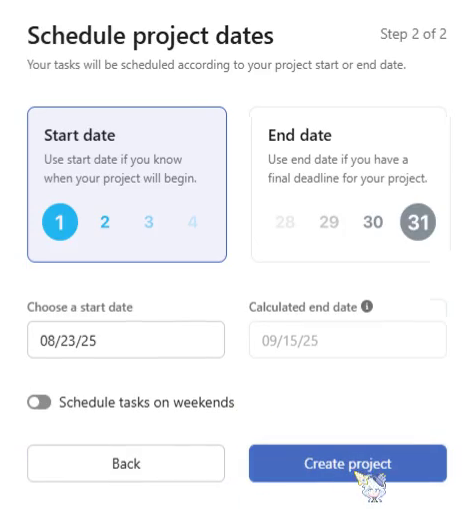 Schedule project dates
Step 2 of 2
Your tasks will be scheduled according to your project start or end date.
Start date
Use start date if you know
when your project will begin.
1 2 3 4
End date
Use end date if you have a
final deadline for your project.
28 29 30 31
Choose a start date
08/23/25
Calculated end date
09/15/25
Schedule tasks on weekends
Back
Create project